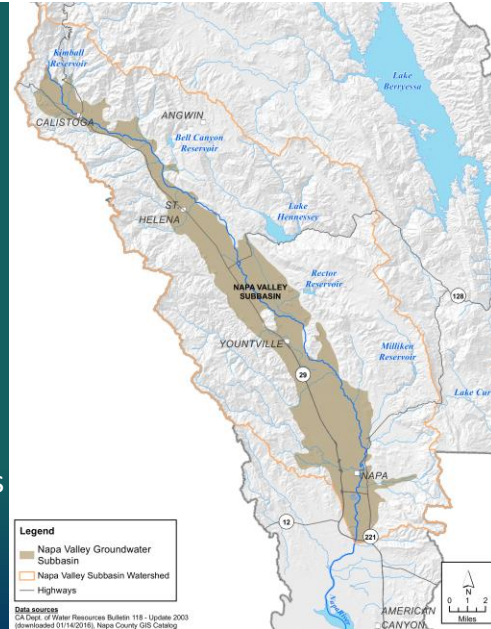 Kimball
Reservoir
CALISTOGA
ANGWIN
Bell Canyon
Reservoir
Lake
Berryessa
ST.
HELENA
Lake
Hennessey
NAPA VALLEY
SUBBASIN
Rector
Reservoir
128
YOUNTVILLE
Milliken
Reservoir
29
Lake Cur
s
NAPA
12
221
AMERICAN
CANYON
Legend
Napa Valley Groundwater
Subbasin
Napa Valley Subbasin Watershed
Highways
Data sources
CA Dept. of Water Resources Bulletin 118 - Update 2003
(downloaded 01/14/2016), Napa County GIS Catalog
N
0 1 2
Miles